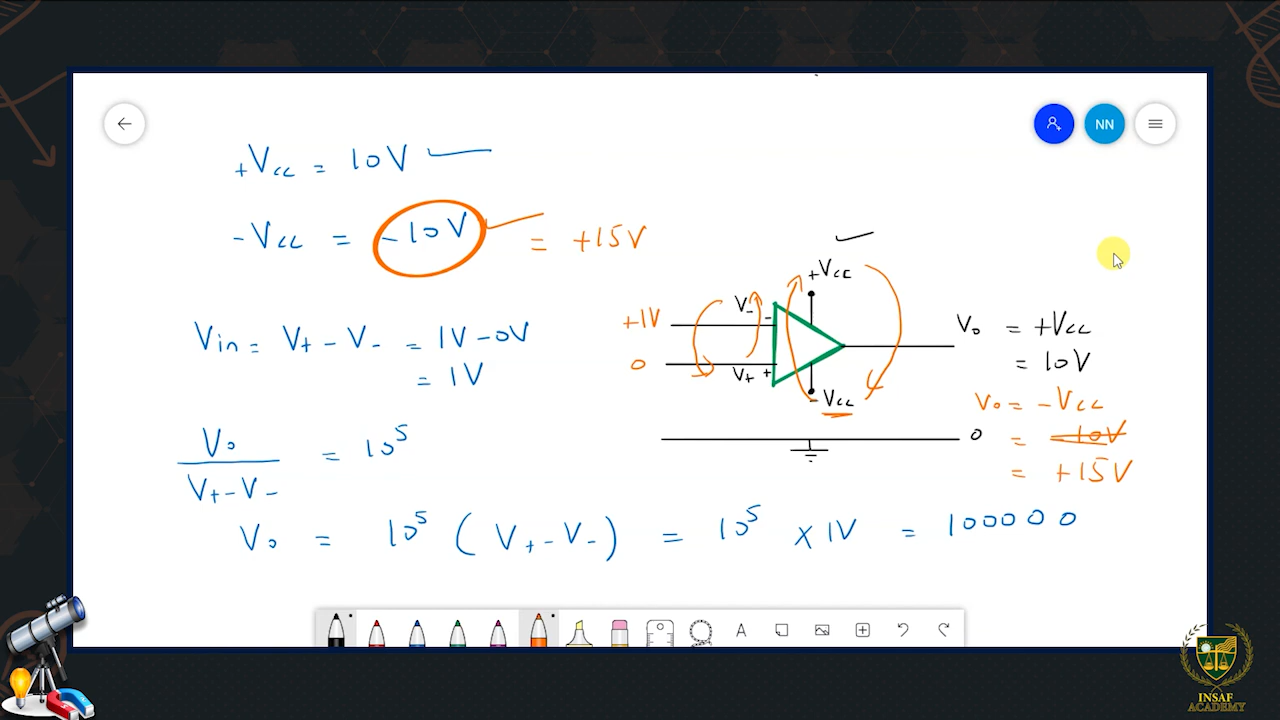 +Vcc = 10V
-Vcc = -10V = +15V
Vin = V+ - V- = 1V - 0V
= 1V
Vo / V+ - V- = 10^5
Vo = 10^5 ( V+ - V- ) = 10^5 x 1V = 100000
+Vcc
V- -
+1V
0
V+ +
- Vcc
0
Vo = +Vcc
= 10V
Vo = -Vcc
= -10V
= +15V
NN
A
INSAF
ACADEMY